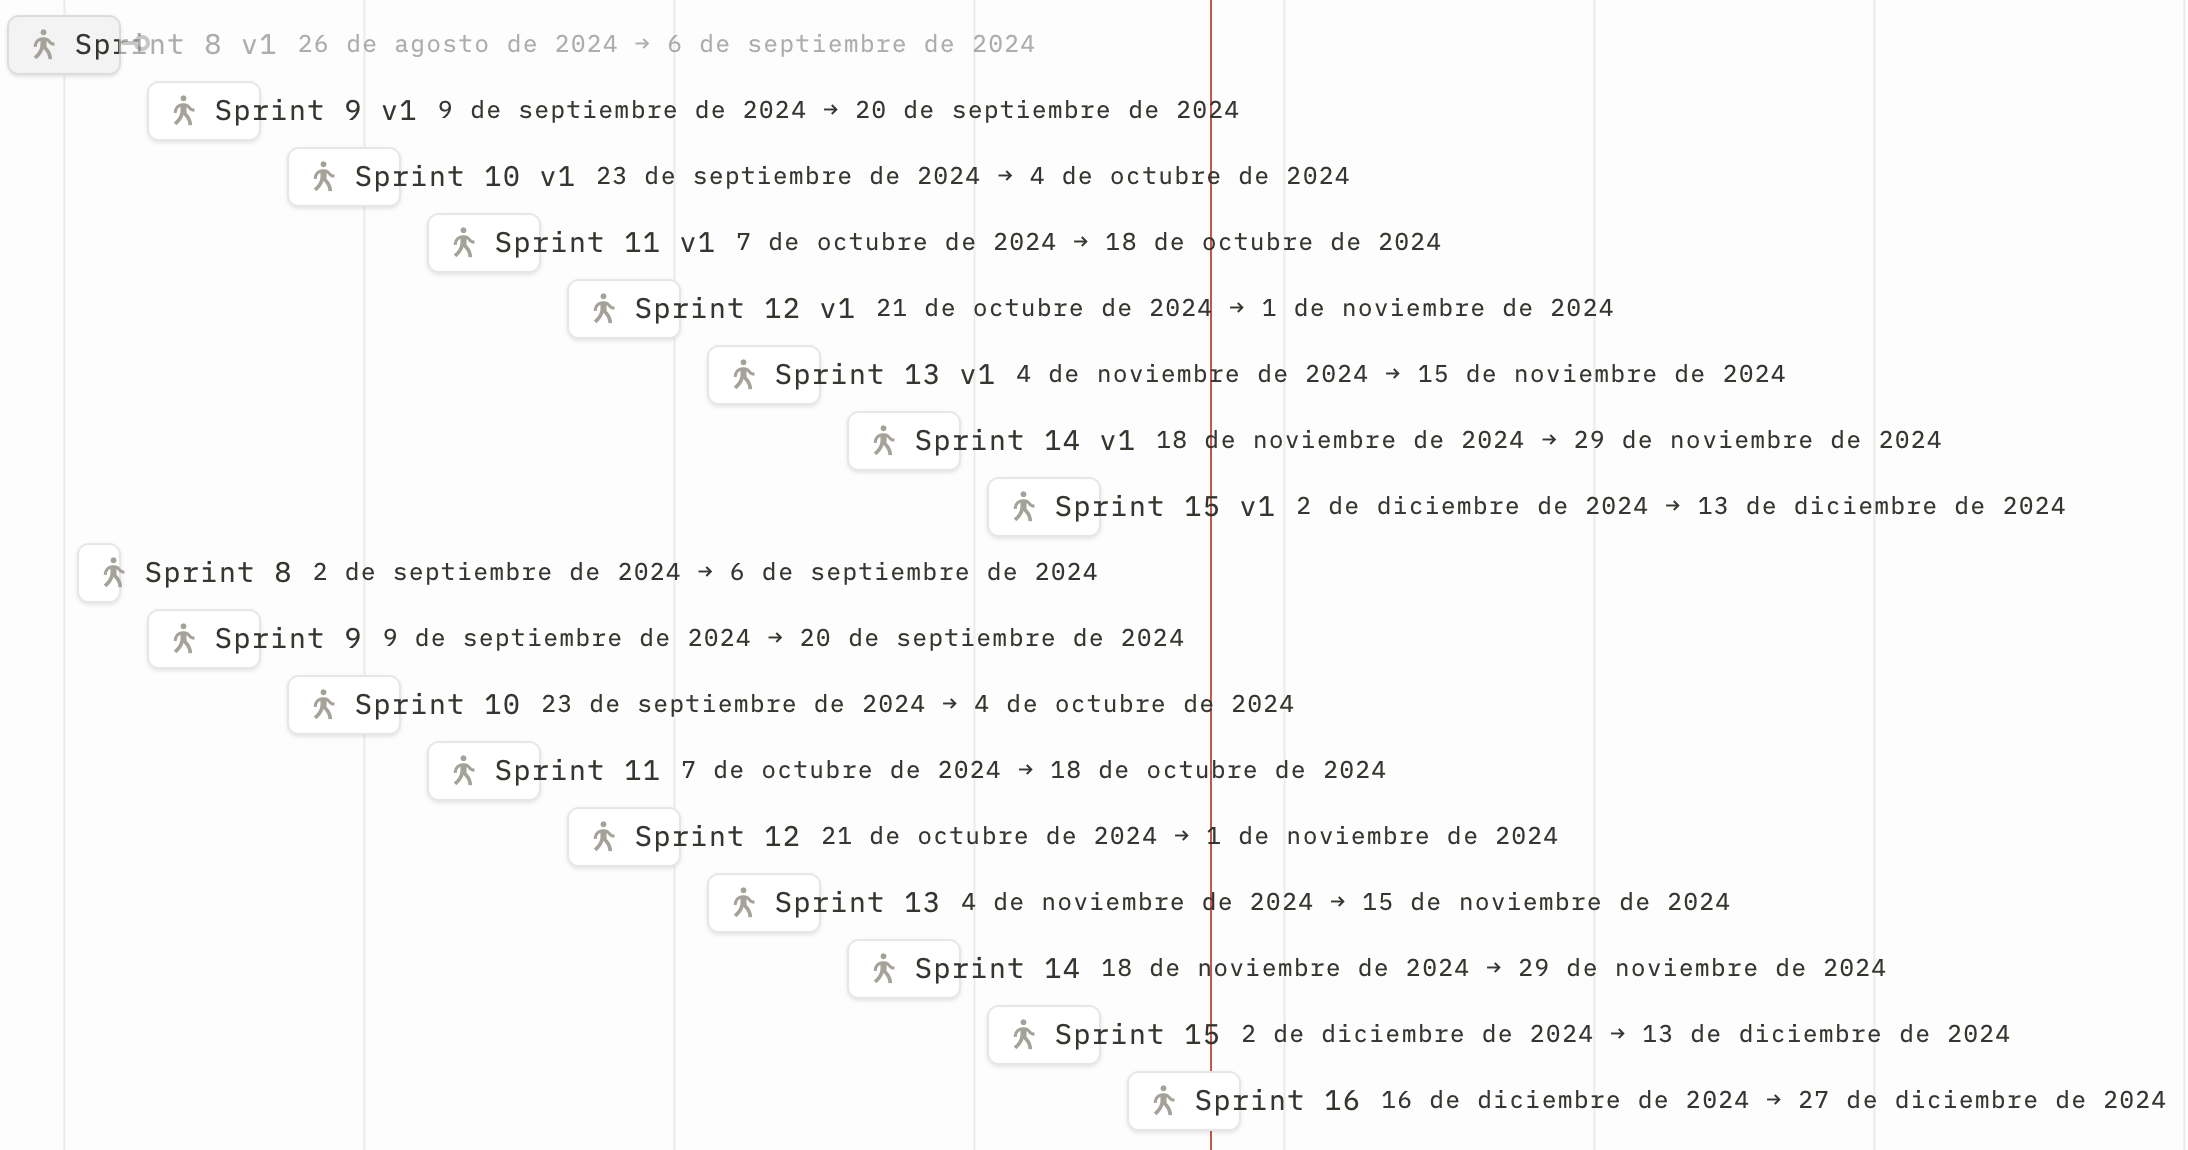 Sprint 8 v1 26 de agosto de 2024 → 6 de septiembre de 2024
Sprint 9 v1 9 de septiembre de 2024 → 20 de septiembre de 2024
Sprint 10 v1 23 de septiembre de 2024 → 4 de octubre de 2024
Sprint 11 v1 7 de octubre de 2024 → 18 de octubre de 2024
Sprint 12 v1 21 de octubre de 2024 → 1 de noviembre de 2024
Sprint 13 v1 4 de noviembre de 2024 → 15 de noviembre de 2024
Sprint 14 v1 18 de noviembre de 2024 → 29 de noviembre de 2024
Sprint 15 v1 2 de diciembre de 2024 → 13 de diciembre de 2024
Sprint 8 2 de septiembre de 2024 → 6 de septiembre de 2024
Sprint 9 9 de septiembre de 2024 → 20 de septiembre de 2024
Sprint 10 23 de septiembre de 2024 → 4 de octubre de 2024
Sprint 11 7 de octubre de 2024 → 18 de octubre de 2024
Sprint 12 21 de octubre de 2024 → 1 de noviembre de 2024
Sprint 13 4 de noviembre de 2024 → 15 de noviembre de 2024
Sprint 14 18 de noviembre de 2024 → 29 de noviembre de 2024
Sprint 15 2 de diciembre de 2024 → 13 de diciembre de 2024
Sprint 16 16 de diciembre de 2024 → 27 de diciembre de 2024